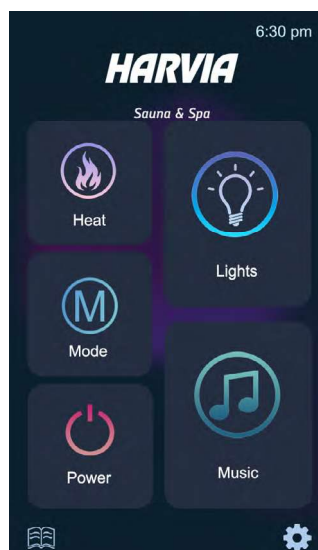 6:30 pm
HARVIA
Sauna & Spa
Heat
Lights
M
Mode
Power
Music